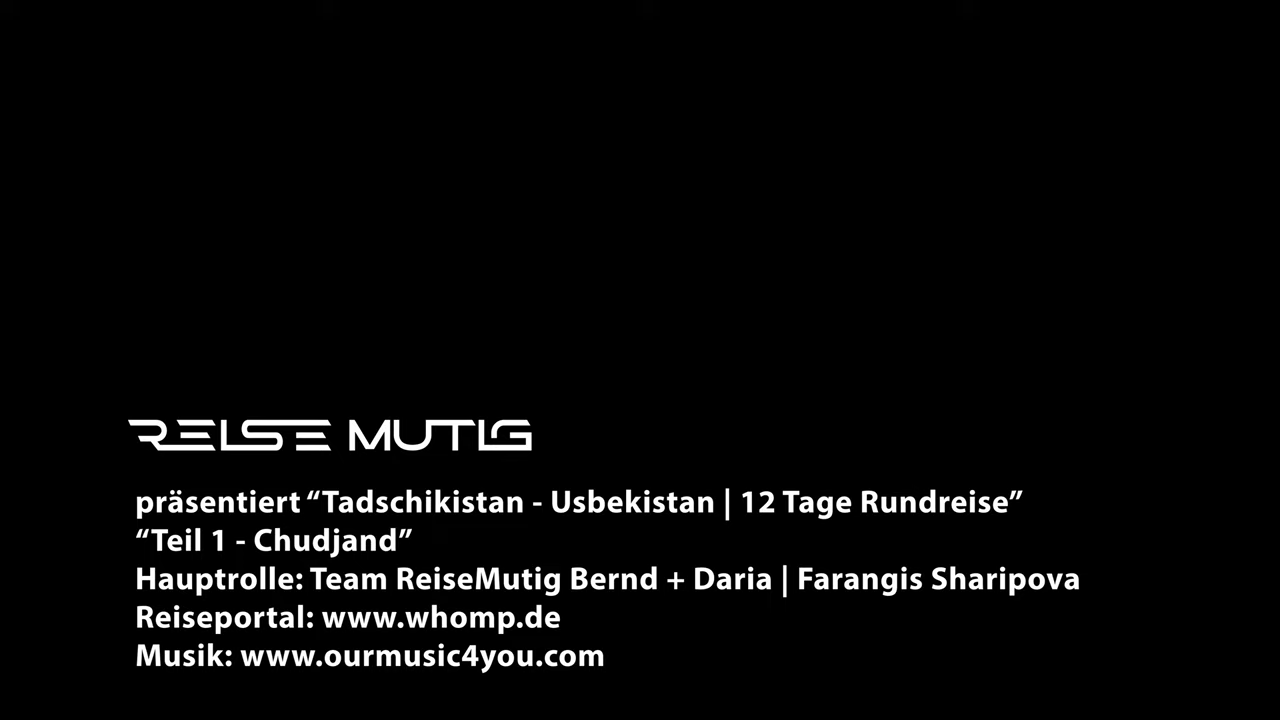 REISE MUTIG
präsentiert “Tadschikistan - Usbekistan | 12 Tage Rundreise”
“Teil 1 - Chudjand”
Hauptrolle: Team ReiseMutig Bernd + Daria | Farangis Sharipova
Reiseportal: www.whomp.de
Musik: www.ourmusic4you.com